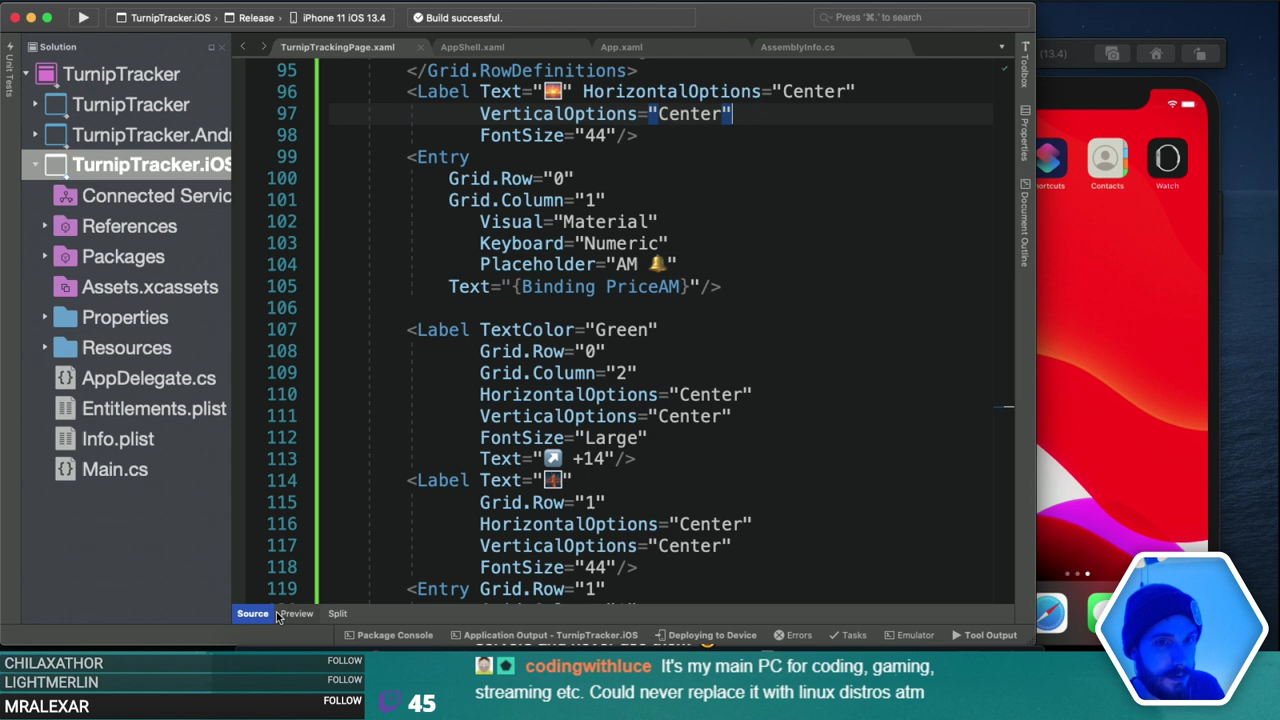 TurnipTracker.iOS › Release › iPhone 11 iOS 13.4
Build successful.
Press '⌘.' to search
(13.4)
Unit Tests
Solution
TurnipTrackingPage.xaml
AppShell.xaml
App.xaml
AssemblyInfo.cs
Toolbox
Properties
Document Outline
TurnipTracker
TurnipTracker
TurnipTracker.Andr
TurnipTracker.iOS
Connected Servic
References
Packages
Assets.xcassets
Properties
Resources
AppDelegate.cs
Entitlements.plist
Info.plist
Main.cs
95 </Grid.RowDefinitions>
96 <Label Text="🌅" HorizontalOptions="Center"
97 VerticalOptions="Center"
98 FontSize="44"/>
99 <Entry
100 Grid.Row="0"
101 Grid.Column="1"
102 Visual="Material"
103 Keyboard="Numeric"
104 Placeholder="AM 🔔"
105 Text="{Binding PriceAM}"/>
106
107 <Label TextColor="Green"
108 Grid.Row="0"
109 Grid.Column="2"
110 HorizontalOptions="Center"
111 VerticalOptions="Center"
112 FontSize="Large"
113 Text="↗️ +14"/>
114 <Label Text="🌉"
115 Grid.Row="1"
116 HorizontalOptions="Center"
117 VerticalOptions="Center"
118 FontSize="44"/>
119 <Entry Grid.Row="1"
Source
Preview
Split
Package Console
Application Output - TurnipTracker.iOS
Deploying to Device
Errors
Tasks
Emulator
Tool Output
Contacts
Watch
CHILAXATHOR FOLLOW
LIGHTMERLIN FOLLOW
MRALEXAR FOLLOW
45
codingwithluce It's my main PC for coding, gaming,
streaming etc. Could never replace it with linux distros atm